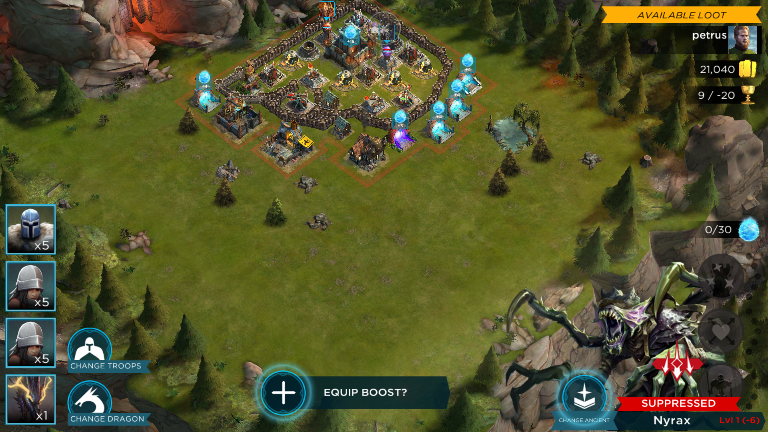 AVAILABLE LOOT
petrus
21,040
9 / -20
0/30
x5
x5
x5
x1
CHANGE TROOPS
CHANGE DRAGON
EQUIP BOOST?
CHANGE ANCIENT
SUPPRESSED
Nyrax
Lvl 1 (-6)